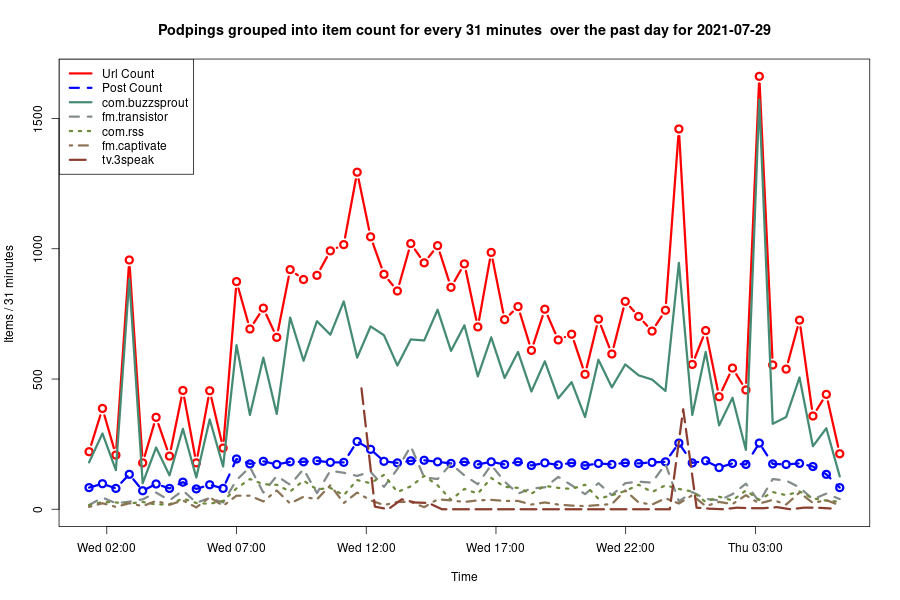 Podpings grouped into item count for every 31 minutes  over the past day for 2021-07-29
Url Count
Post Count
com.buzzsprout
fm.transistor
com.rss
fm.captivate
tv.3speak
Items / 31 minutes
1500
1000
500
0
Wed 02:00
Wed 07:00
Wed 12:00
Wed 17:00
Wed 22:00
Thu 03:00
Time